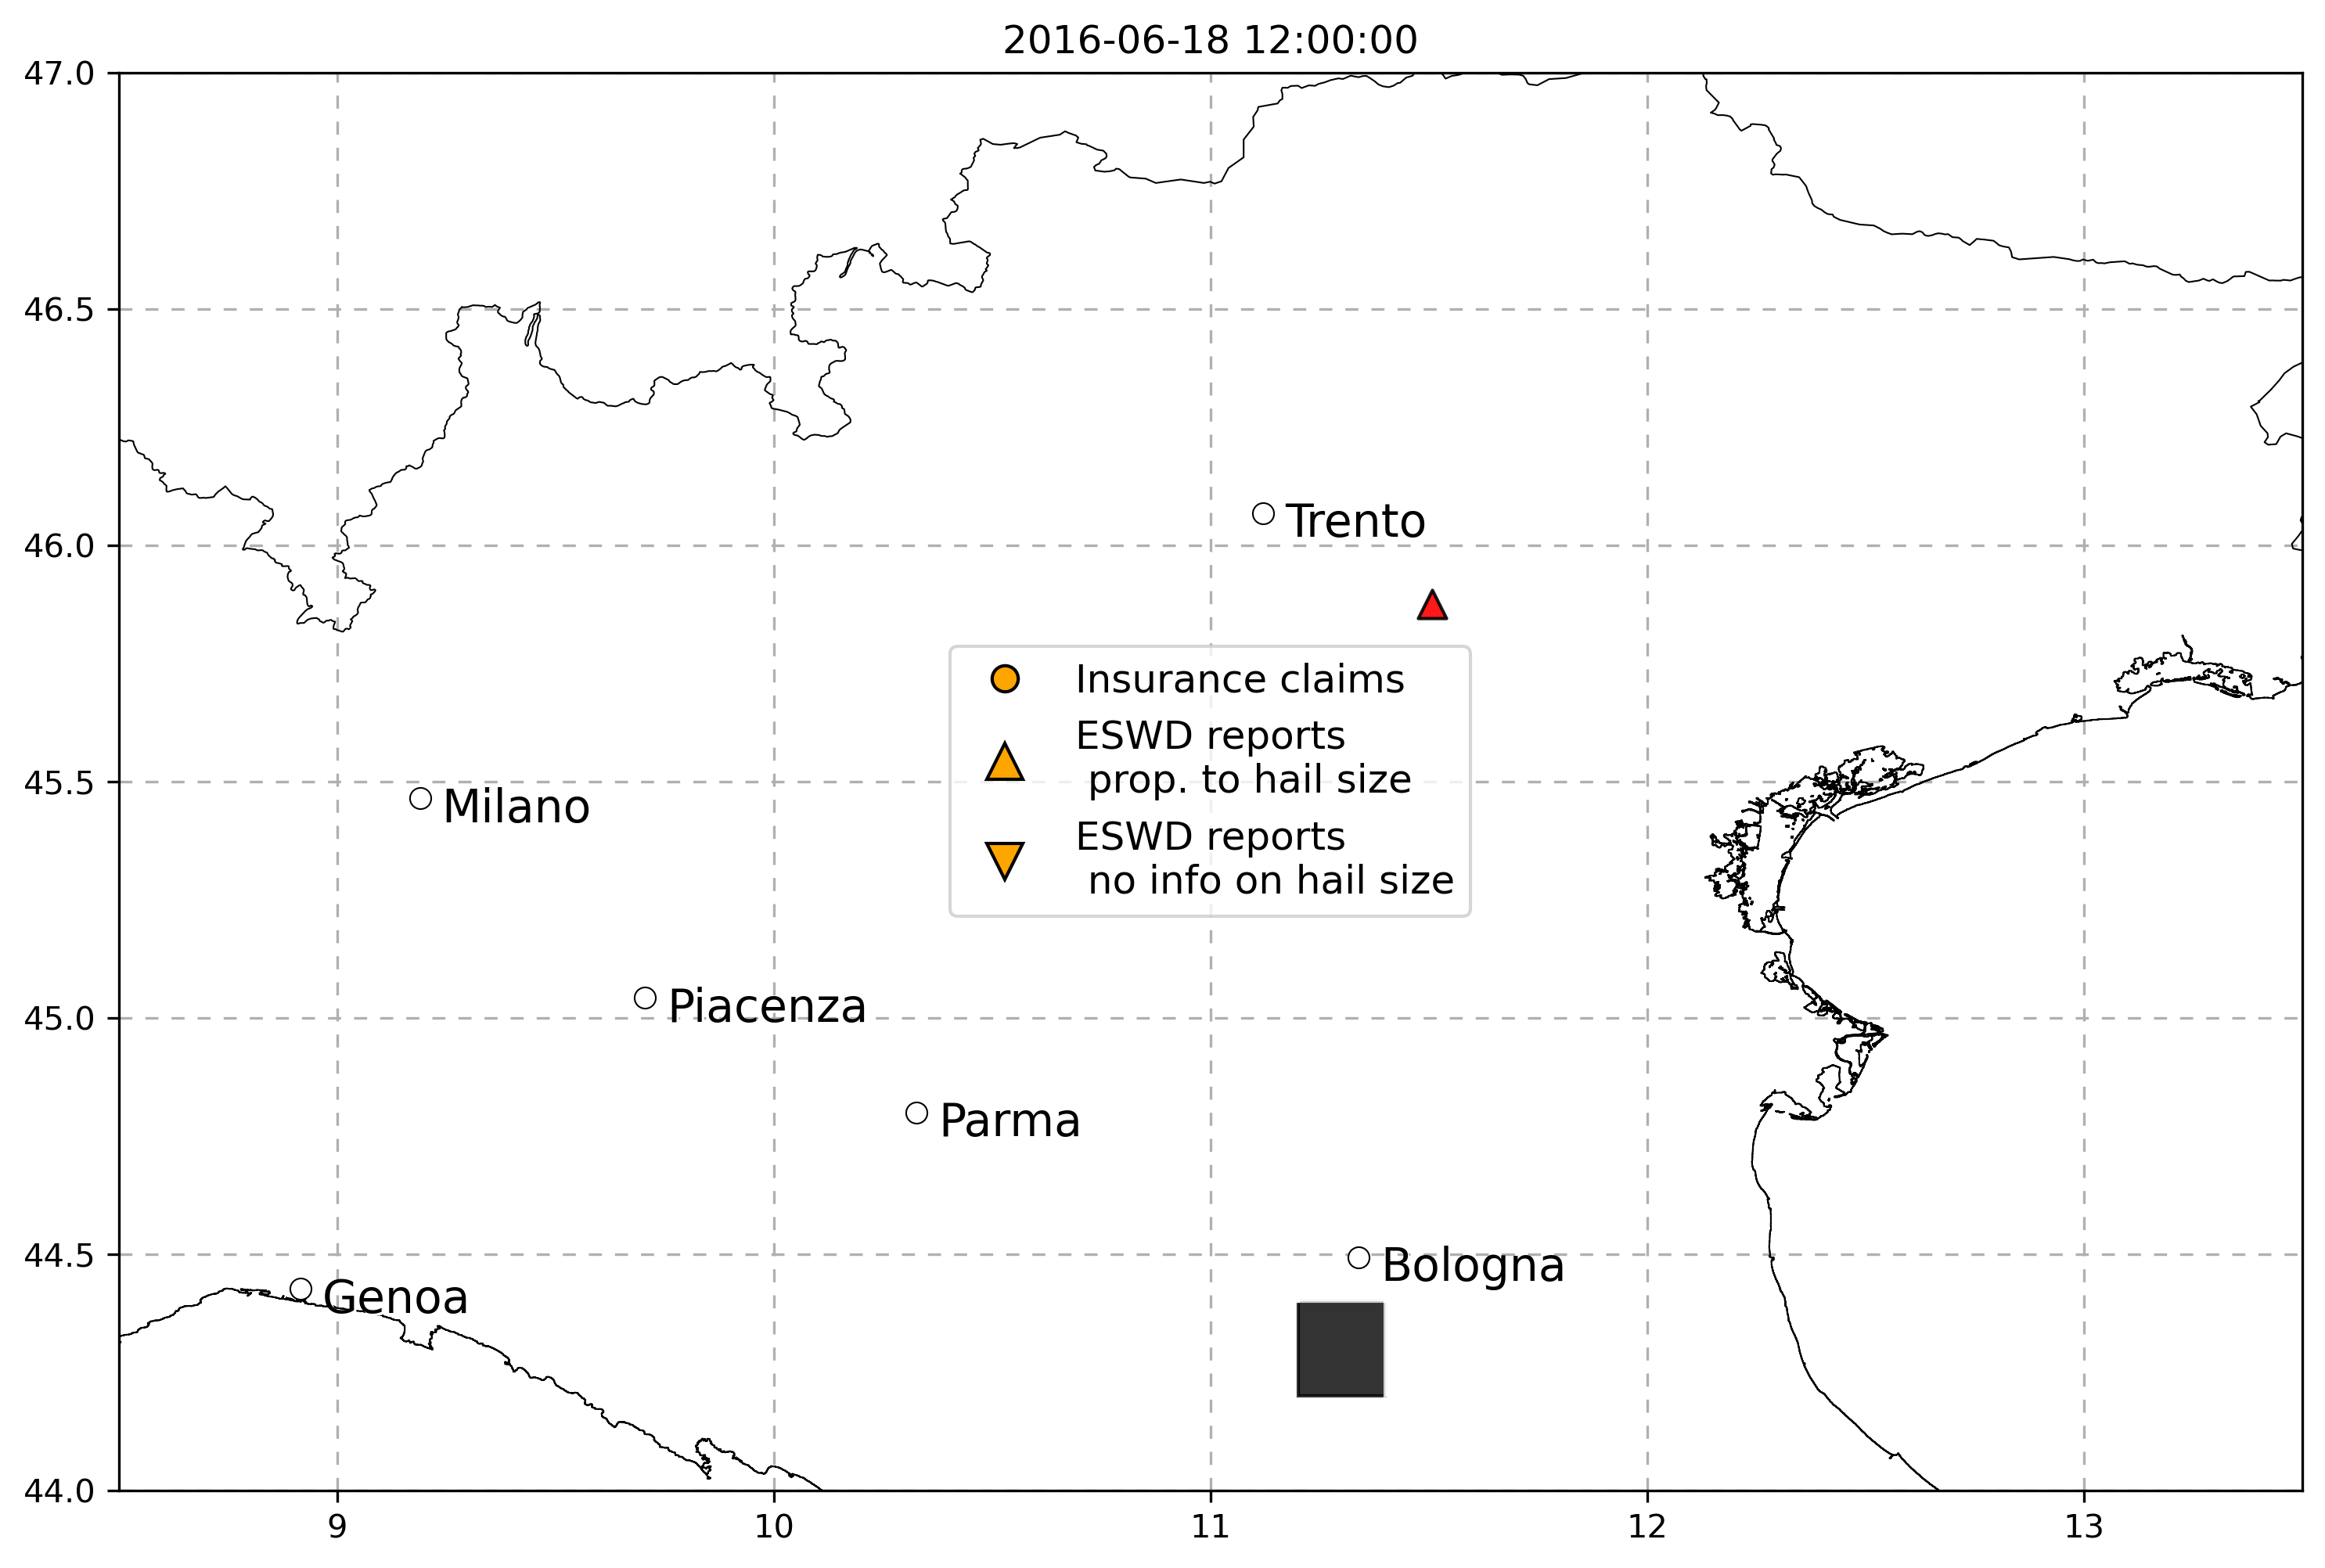 2016-06-18 12:00:00
47.0
46.5
46.0
45.5
45.0
44.5
44.0
Trento
Insurance claims
ESWD reports
prop. to hail size
ESWD reports
no info on hail size
Milano
Piacenza
Parma
Bologna
Genoa
9 10 11 12 13